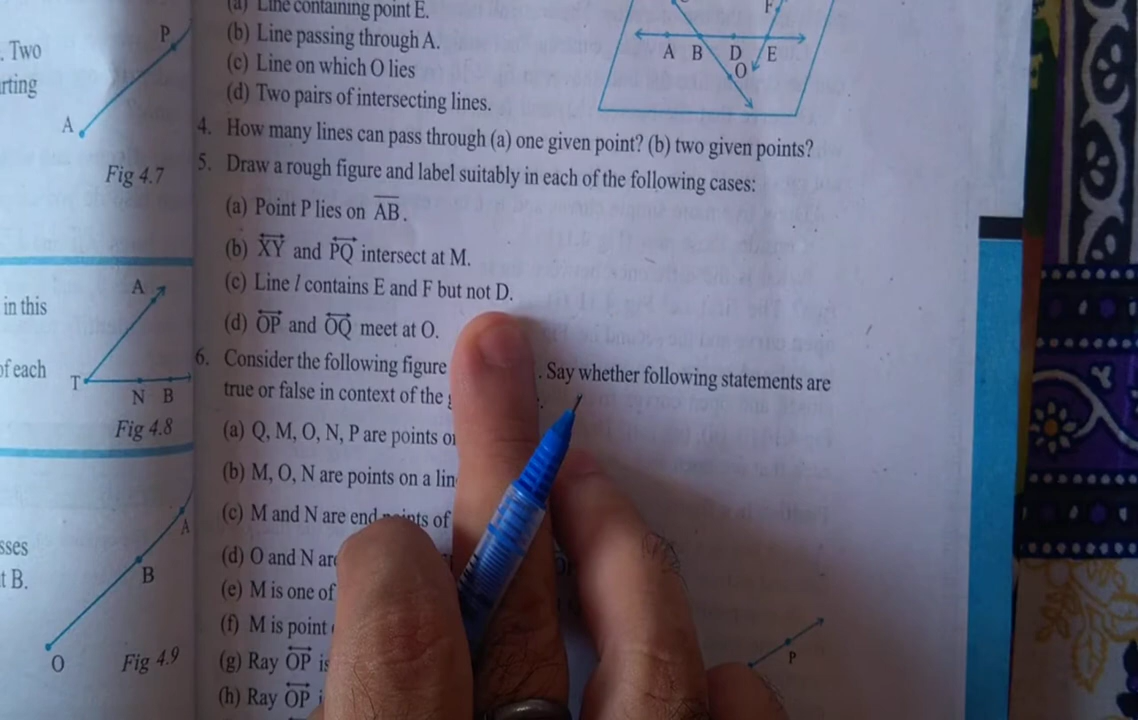 (a) Line containing point E.
(b) Line passing through A.
(c) Line on which O lies
(d) Two pairs of intersecting lines.
F
A B D E
O
4. How many lines can pass through (a) one given point? (b) two given points?
5. Draw a rough figure and label suitably in each of the following cases:
(a) Point P lies on AB.
(b) XY and PQ intersect at M.
(c) Line l contains E and F but not D.
(d) OP and OQ meet at O.
6. Consider the following figure . Say whether following statements are
true or false in context of the
(a) Q, M, O, N, P are points
(b) M, O, N are points on a
(c) M and N are end of
(d) O and N
(e) M is one of
(f) M is point
(g) Ray OP
(h) Ray OP
P
. Two
P
A
Fig 4.7
in this
A
of each
T
N B
Fig 4.8
A
B
t B.
O
Fig 4.9